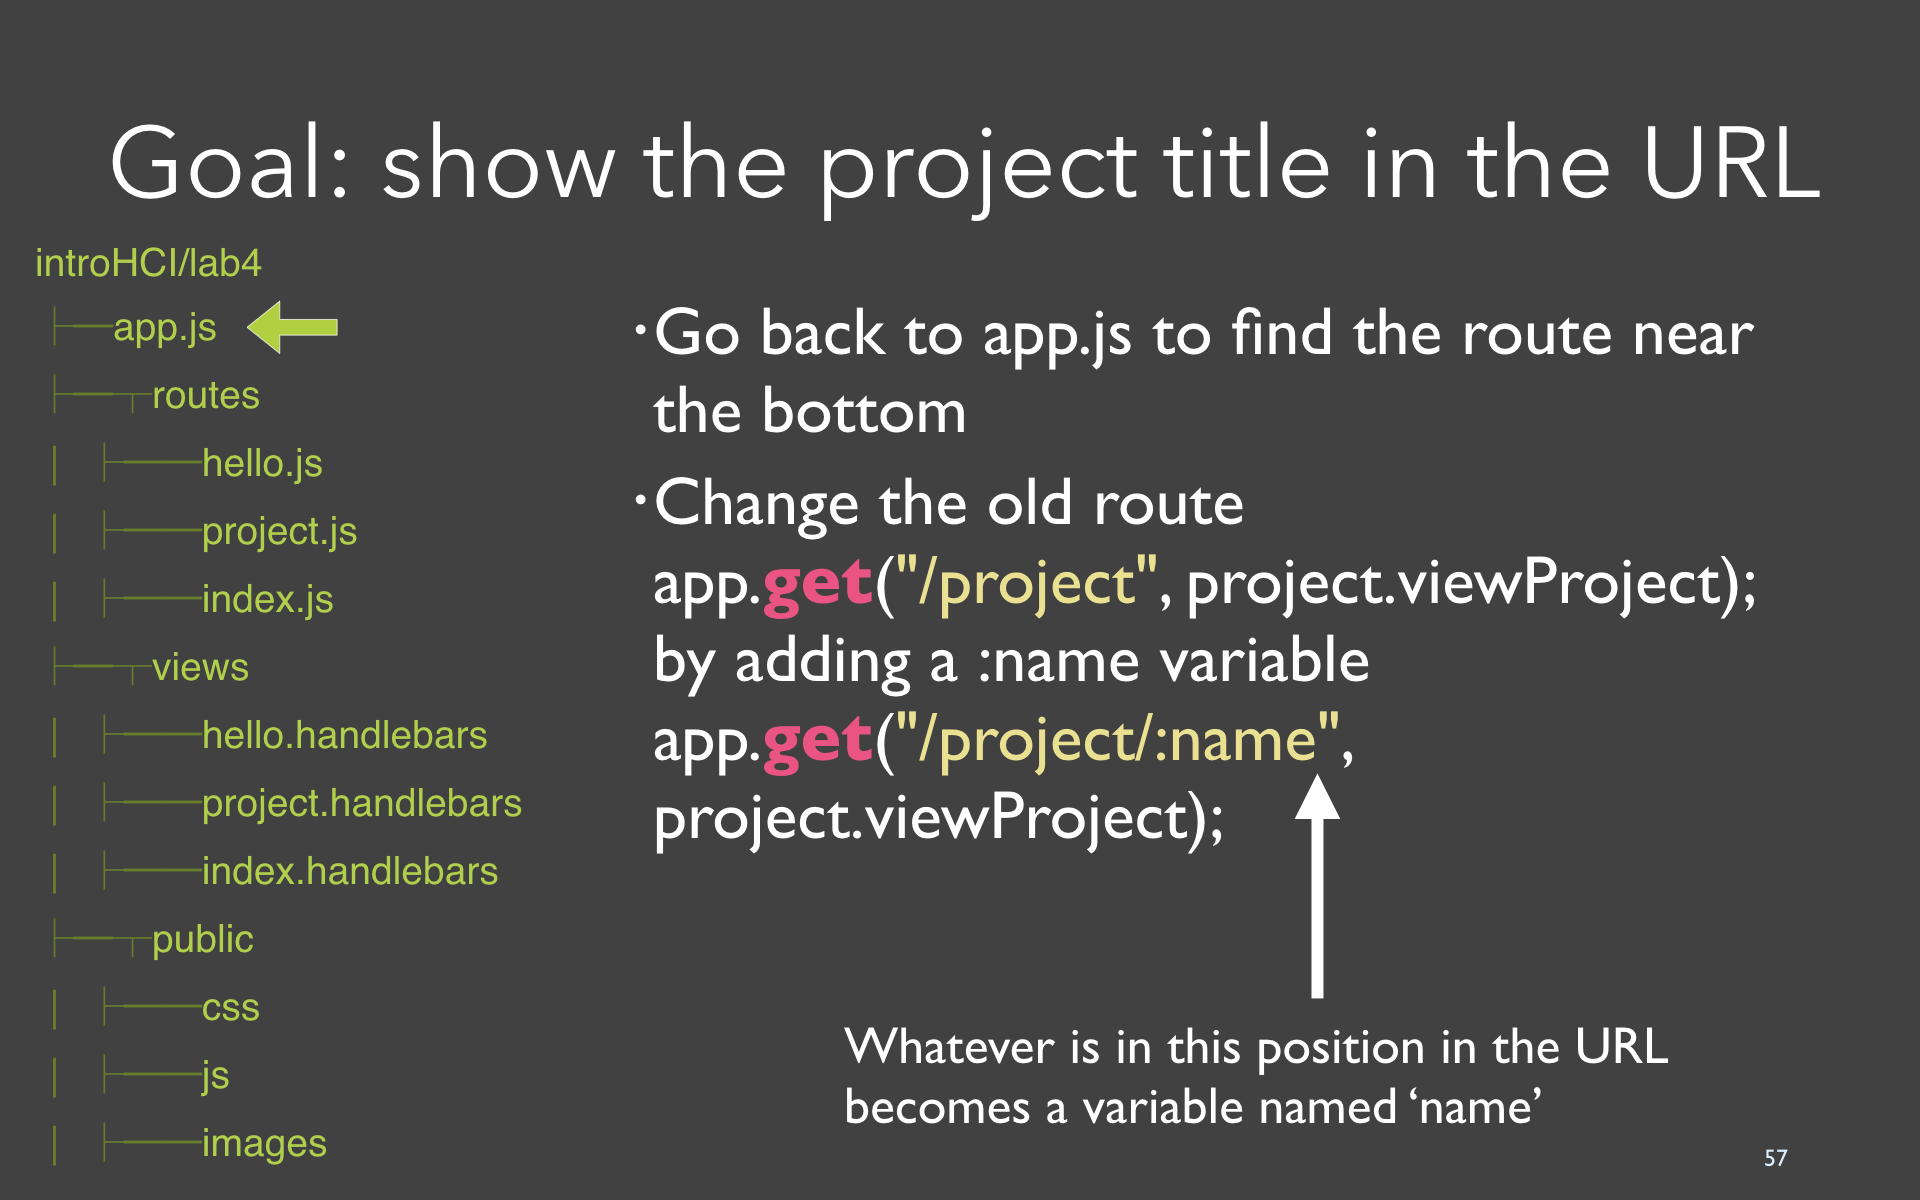 Goal: show the project title in the URL
introHCI/lab4
app.js
routes
hello.js
project.js
index.js
views
hello.handlebars
project.handlebars
index.handlebars
public
css
js
images
·Go back to app.js to find the route near
the bottom
·Change the old route
app.get("/project", project.viewProject);
by adding a :name variable
app.get("/project/:name",
project.viewProject);
Whatever is in this position in the URL
becomes a variable named ‘name’
57